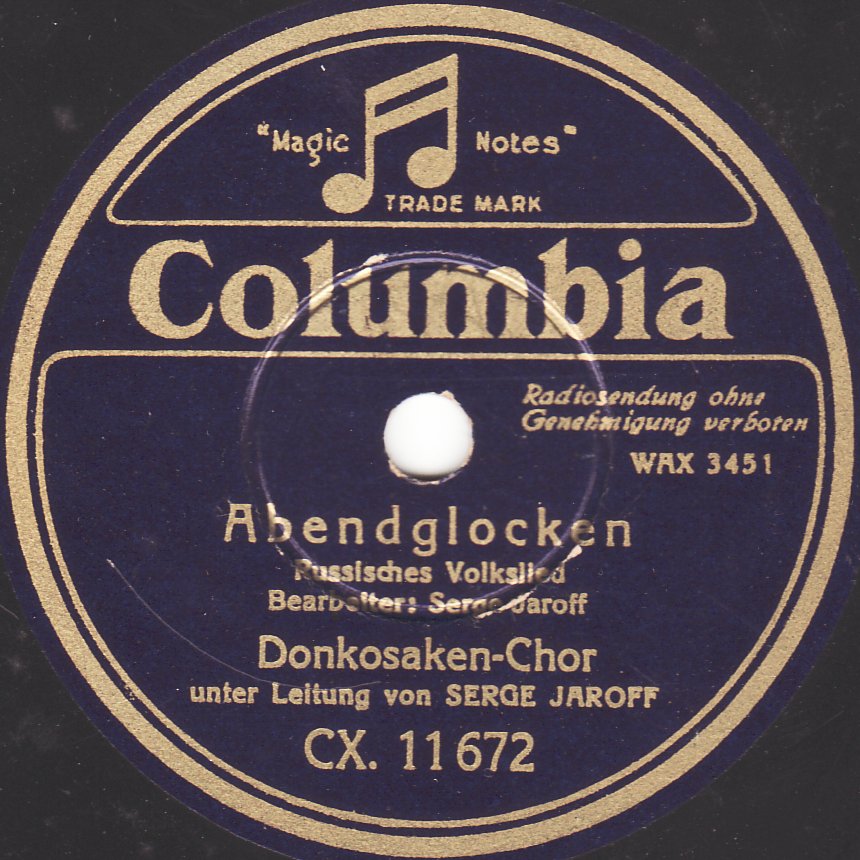 "Magic Notes"
TRADE MARK
Columbia
Radiosendung ohne
Genehmigung verboten
WAX 3451
Abendglocken
Russisches Volkslied
Bearbeiter: Serge Jaroff
Donkosaken-Chor
unter Leitung von SERGE JAROFF
CX. 11672